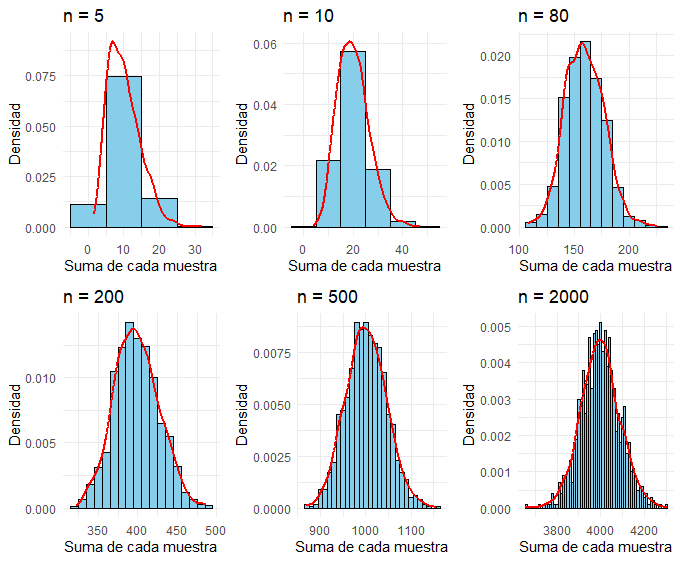 n = 5
n = 10
n = 80
Densidad
0.075
0.050
0.025
0.000
0 10 20 30
Suma de cada muestra
Densidad
0.06
0.04
0.02
0.00
0 20 40
Suma de cada muestra
Densidad
0.020
0.015
0.010
0.005
0.000
100 150 200
Suma de cada muestra
n = 200
n = 500
n = 2000
Densidad
0.010
0.005
0.000
350 400 450 500
Suma de cada muestra
Densidad
0.0075
0.0050
0.0025
0.0000
900 1000 1100
Suma de cada muestra
Densidad
0.005
0.004
0.003
0.002
0.001
0.000
3800 4000 4200
Suma de cada muestra